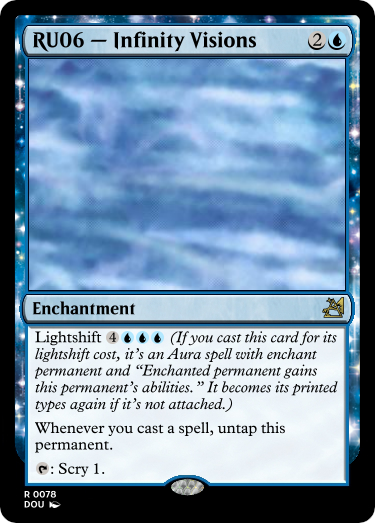 RU06 — Infinity Visions 2
Enchantment
Lightshift 4 (If you cast this card for its
lightshift cost, it's an Aura spell with enchant
permanent and “Enchanted permanent gains
this permanent's abilities.” It becomes its printed
types again if it's not attached.)
Whenever you cast a spell, untap this
permanent.
: Scry 1.
R 0078
DOU